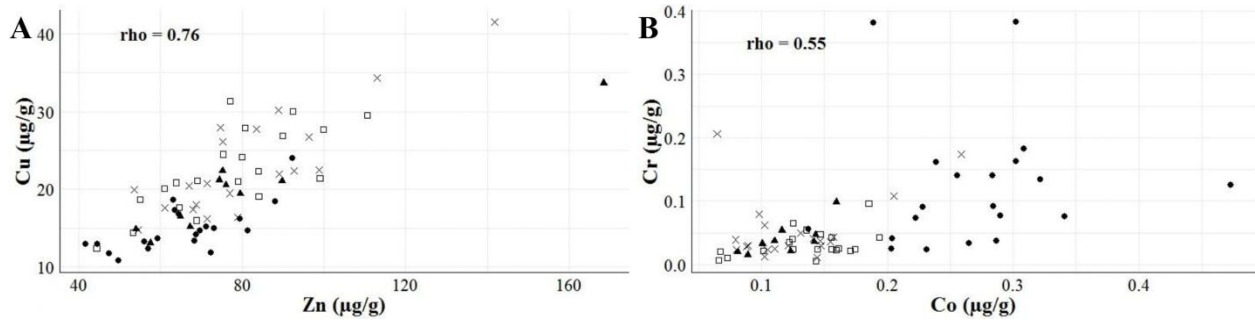 A
rho = 0.76
40
30
20
10
Cu (µg/g)
40
80
120
160
Zn (µg/g)
B
rho = 0.55
0.4
0.3
0.2
0.1
0.0
Cr (µg/g)
0.1
0.2
0.3
0.4
Co (µg/g)